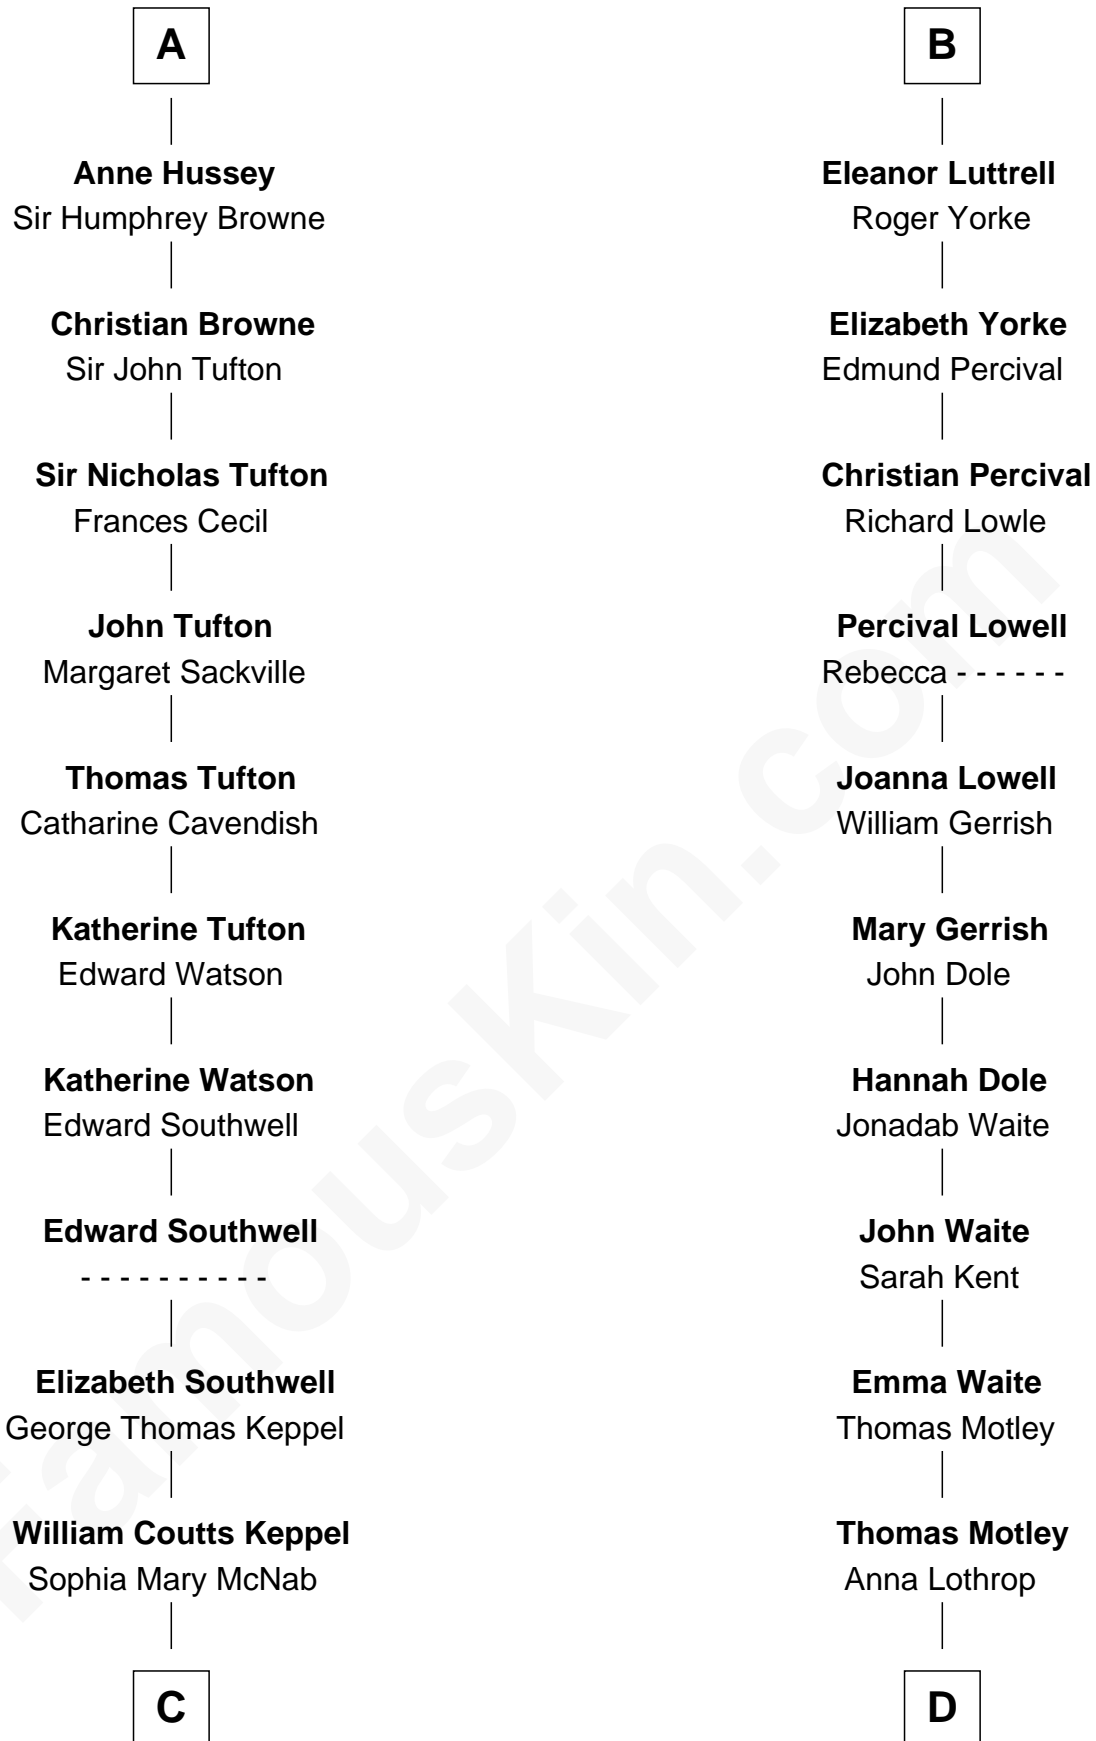 A
Anne Hussey
Sir Humphrey Browne
Christian Browne
Sir John Tufton
Sir Nicholas Tufton
Frances Cecil
John Tufton
Margaret Sackville
Thomas Tufton
Catharine Cavendish
Katherine Tufton
Edward Watson
Katherine Watson
Edward Southwell
Edward Southwell
- - - - - - - - - -
Elizabeth Southwell
George Thomas Keppel
William Coutts Keppel
Sophia Mary McNab
C
B
Eleanor Luttrell
Roger Yorke
Elizabeth Yorke
Edmund Percival
Christian Percival
Richard Lowle
Percival Lowell
Rebecca - - - - - -
Joanna Lowell
William Gerrish
Mary Gerrish
John Dole
Hannah Dole
Jonadab Waite
John Waite
Sarah Kent
Emma Waite
Thomas Motley
Thomas Motley
Anna Lothrop
D
FamousKin.com